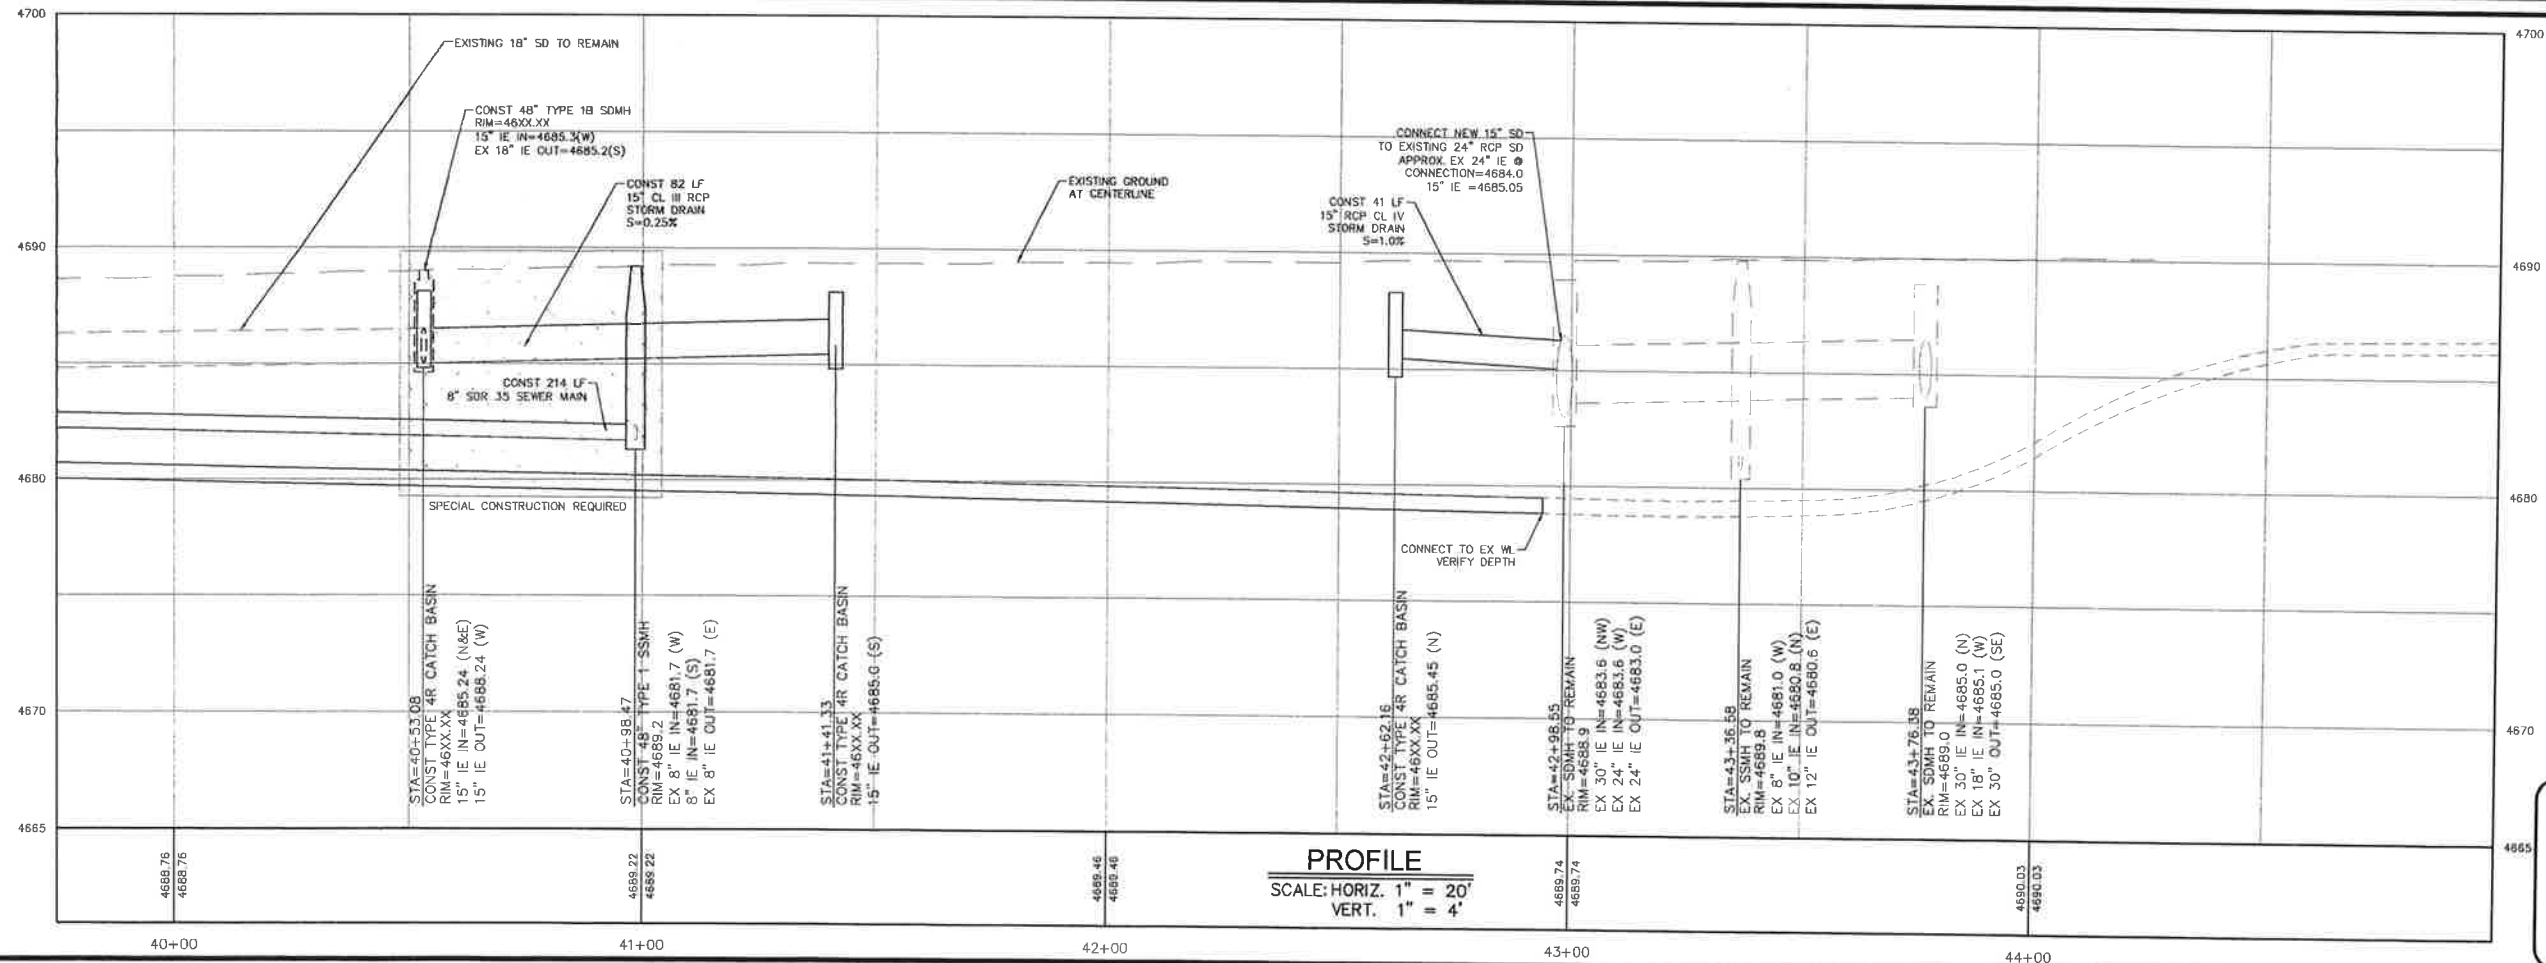 4700
4690
4680
4670
4665
EXISTING 18" SD TO REMAIN
CONST 48" TYPE 1B SDMH
RIM=46XX.XX
15" IE IN=4685.3(W)
EX 18" IE OUT=4685.2(S)
CONST 82 LF
15" CL III RCP
STORM DRAIN
S=0.25%
EXISTING GROUND
AT CENTERLINE
CONNECT NEW 15" SD
TO EXISTING 24" RCP SD
APPROX. EX 24" IE @
CONNECTION=4684.0
15" IE =4685.05
CONST 41 LF
15" RCP CL IV
STORM DRAIN
S=1.0%
CONST 214 LF
8" SDR 35 SEWER MAIN
SPECIAL CONSTRUCTION REQUIRED
CONNECT TO EX WL
VERIFY DEPTH
STA=40+53.08
CONST TYPE 4R CATCH BASIN
RIM=46XX.XX
15" IE IN=4685.24 (N&E)
15" IE OUT=4688.24 (W)
STA=40+98.47
CONST 48" TYPE 1 SSMH
RIM=4689.2
EX 8" IE IN=4681.7 (W)
8" IE IN=4681.7 (S)
EX 8" IE OUT=4681.7 (E)
STA=41+41.33
CONST TYPE 4R CATCH BASIN
RIM=46XX.XX
15" IE OUT=4685.0 (S)
STA=42+62.16
CONST TYPE 4R CATCH BASIN
RIM=46XX.XX
15" IE OUT=4685.45 (N)
STA=42+98.55
EX. SDMH TO REMAIN
RIM=4688.9
EX 30" IE IN=4683.6 (NW)
EX 24" IE IN=4683.6 (W)
EX 24" IE OUT=4683.0 (E)
STA=43+36.58
EX. SSMH TO REMAIN
RIM=4689.8
EX 8" IE IN=4681.0 (W)
EX 10" IE IN=4680.8 (N)
EX 12" IE OUT=4680.6 (E)
STA=43+76.38
EX. SDMH TO REMAIN
RIM=4689.0
EX 30" IE IN=4685.0 (N)
EX 18" IE IN=4685.1 (W)
EX 30" OUT=4685.0 (SE)
4700
4690
4680
4670
4665
4688.76
4688.76
4689.22
4689.22
4689.46
4689.46
4689.74
4689.74
4690.03
4690.03
PROFILE
SCALE: HORIZ. 1" = 20'
VERT. 1" = 4'
40+00
41+00
42+00
43+00
44+00